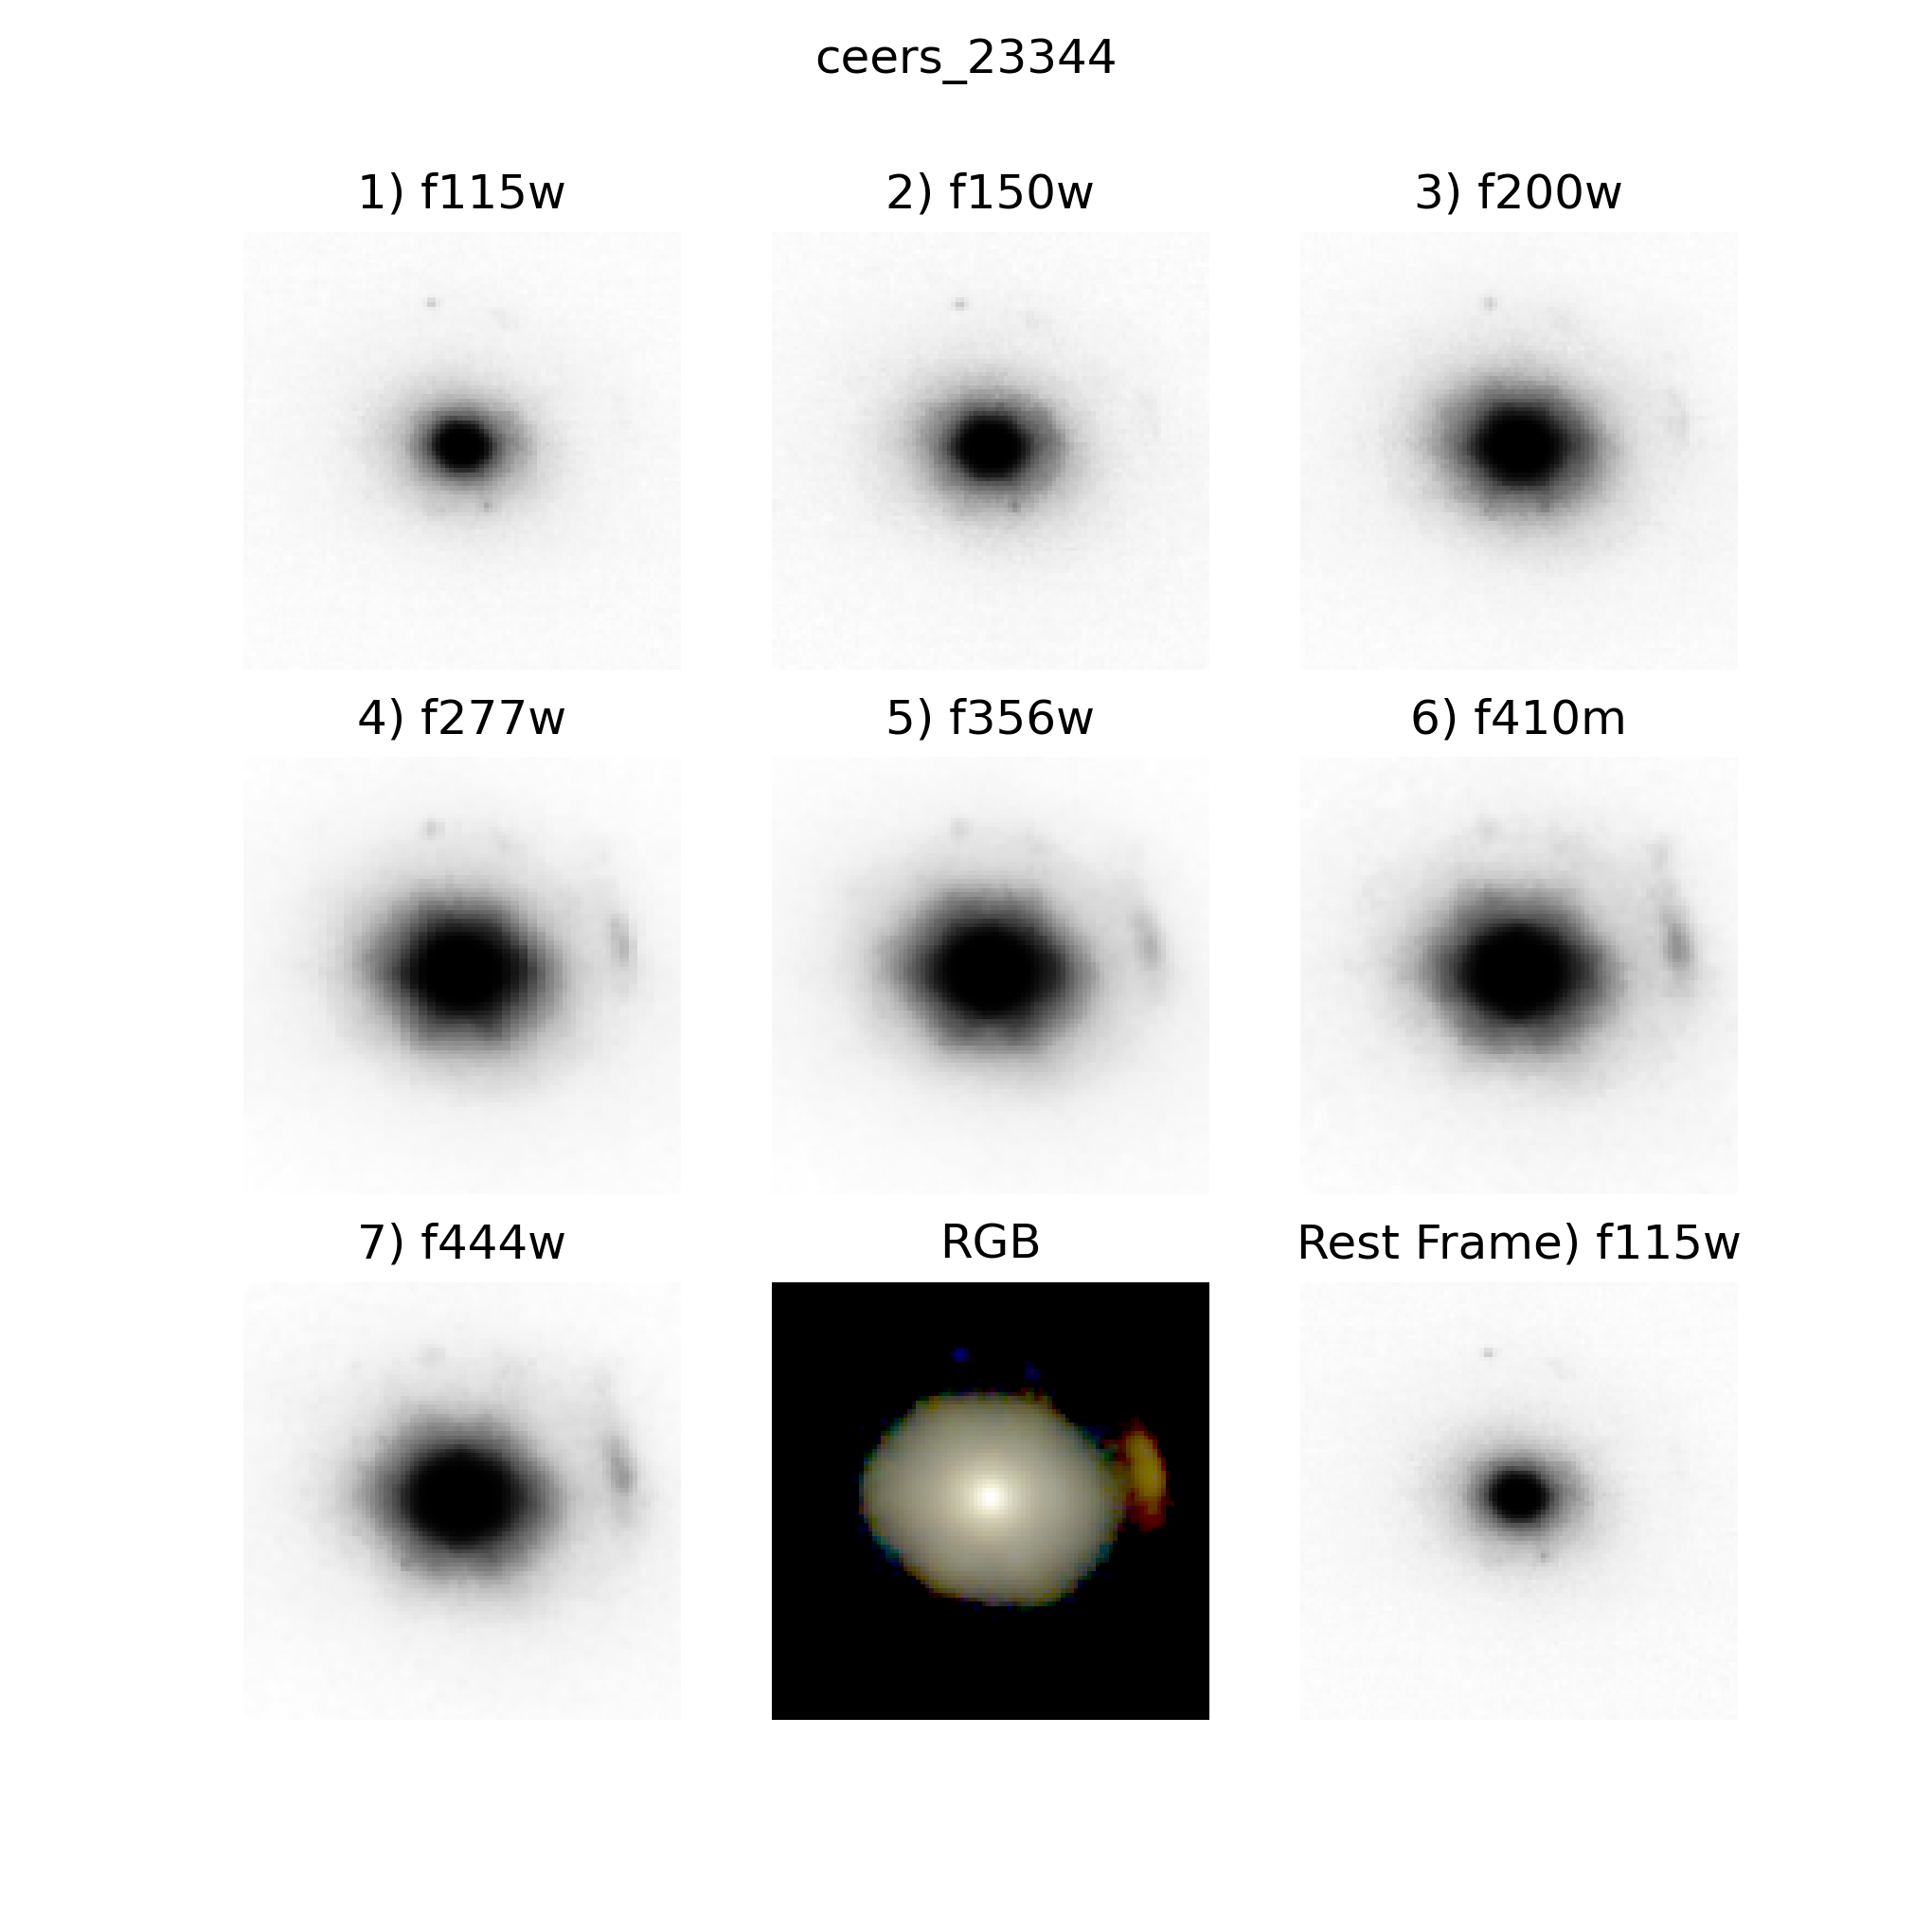 ceers_23344
1) f115w
2) f150w
3) f200w
4) f277w
5) f356w
6) f410m
7) f444w
RGB
Rest Frame) f115w